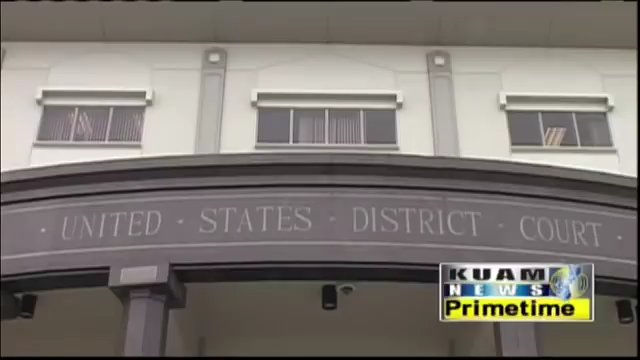 · UNITED · STATES · DISTRICT · COURT ·
KUAM
NEWS
Primetime